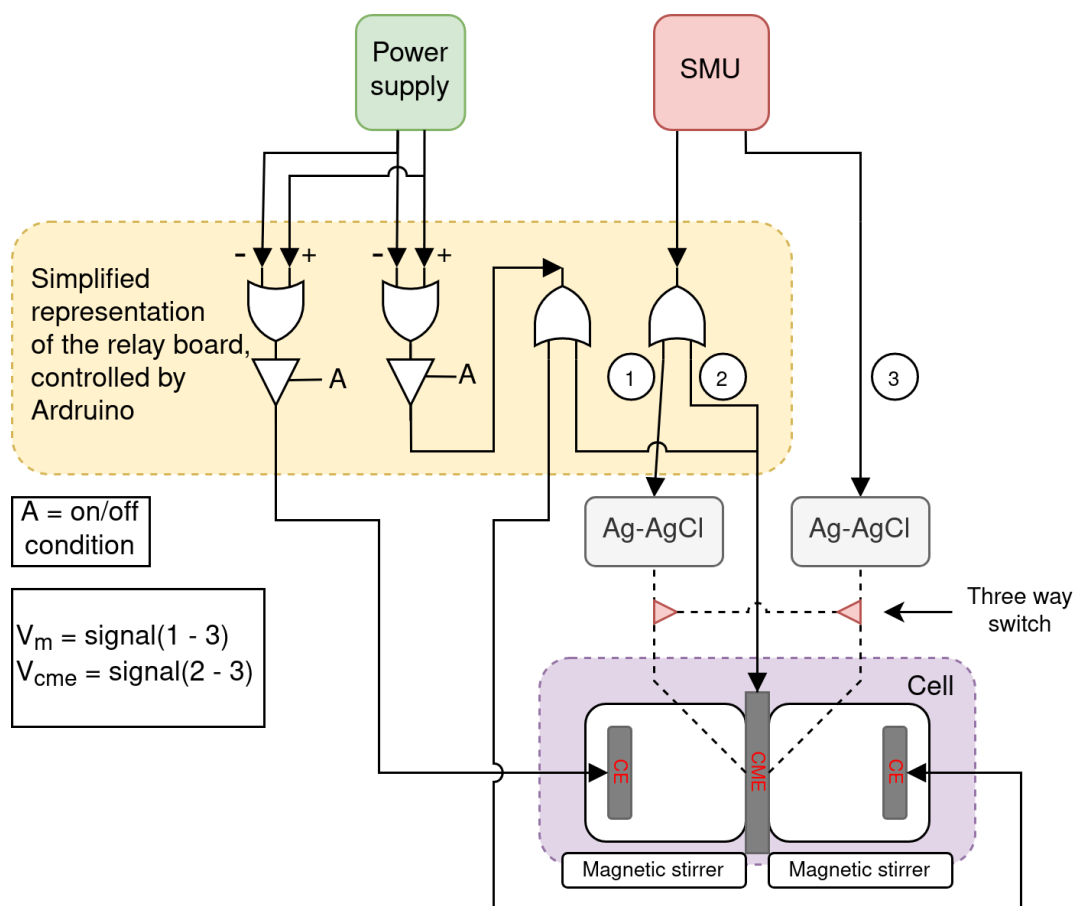 Power
supply
SMU
- +
- +
Simplified
representation
of the relay board,
controlled by
Ardruino
A
A
1
2
3
A = on/off
condition
Ag-AgCl
Ag-AgCl
Three way
switch
Vm = signal(1 - 3)
Vcme = signal(2 - 3)
Cell
CE
CME
CE
Magnetic stirrer
Magnetic stirrer